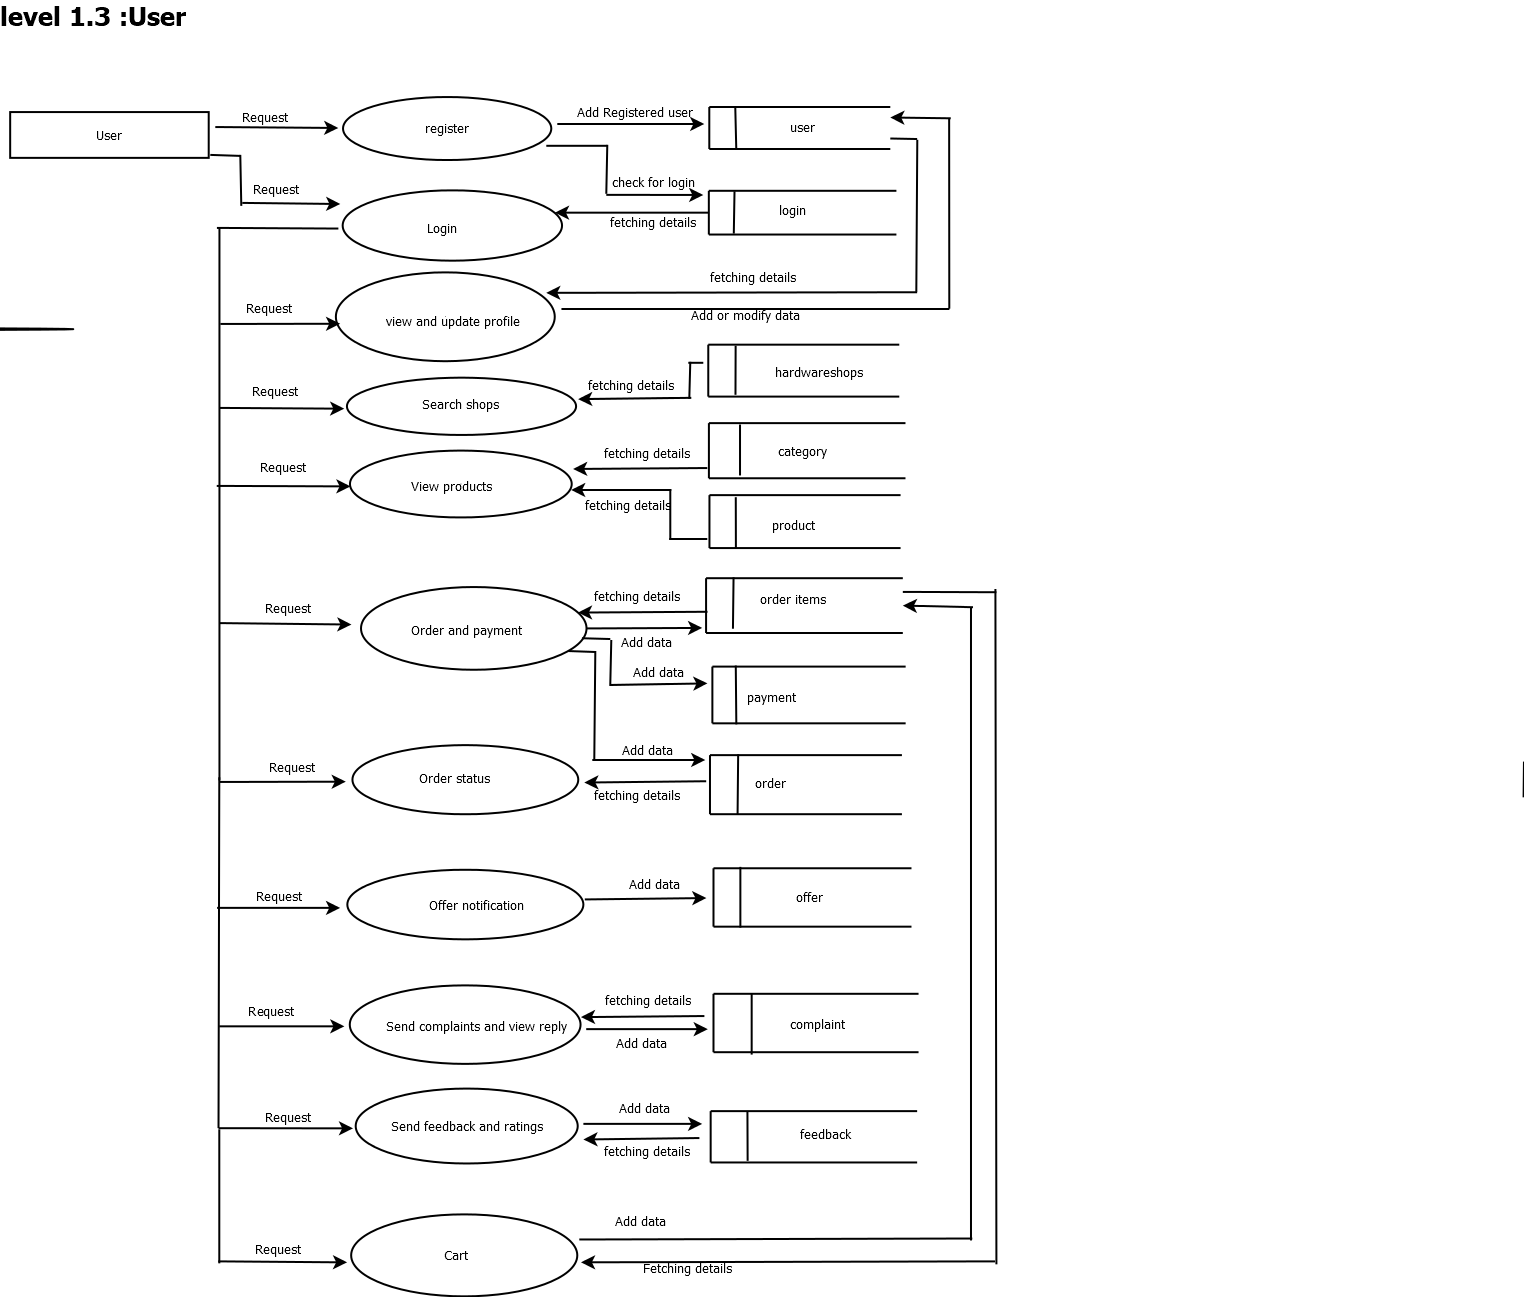 level 1.3 :User
User
Request
register
Add Registered user
user
Request
Login
check for login
fetching details
login
Request
view and update profile
fetching details
Add or modify data
Request
Search shops
fetching details
hardwareshops
Request
View products
fetching details
category
fetching details
product
Request
Order and payment
fetching details
order items
Add data
Add data
payment
Add data
Request
Order status
fetching details
order
Request
Offer notification
Add data
offer
Request
Send complaints and view reply
fetching details
Add data
complaint
Request
Send feedback and ratings
Add data
fetching details
feedback
Request
Cart
Add data
Fetching details